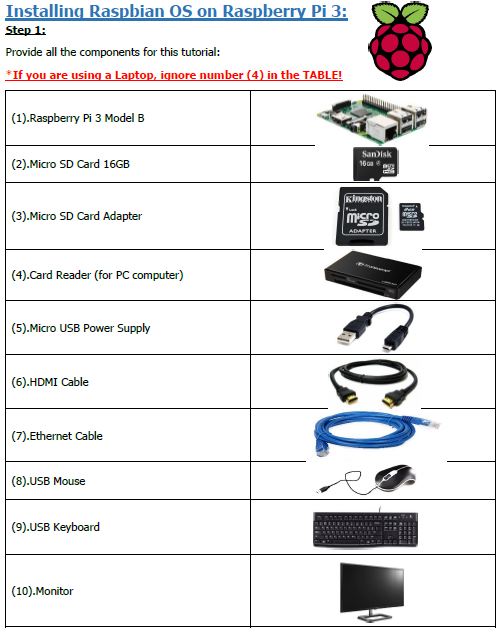 Installing Raspbian OS on Raspberry Pi 3:
Step 1:
Provide all the components for this tutorial:
*If you are using a Laptop, ignore number (4) in the TABLE!
(1).Raspberry Pi 3 Model B
(2).Micro SD Card 16GB
SanDisk
16GB
(3).Micro SD Card Adapter
Kingston
Micro
SD
ADAPTER
(4).Card Reader (for PC computer)
(5).Micro USB Power Supply
(6).HDMI Cable
(7).Ethernet Cable
(8).USB Mouse
(9).USB Keyboard
(10).Monitor